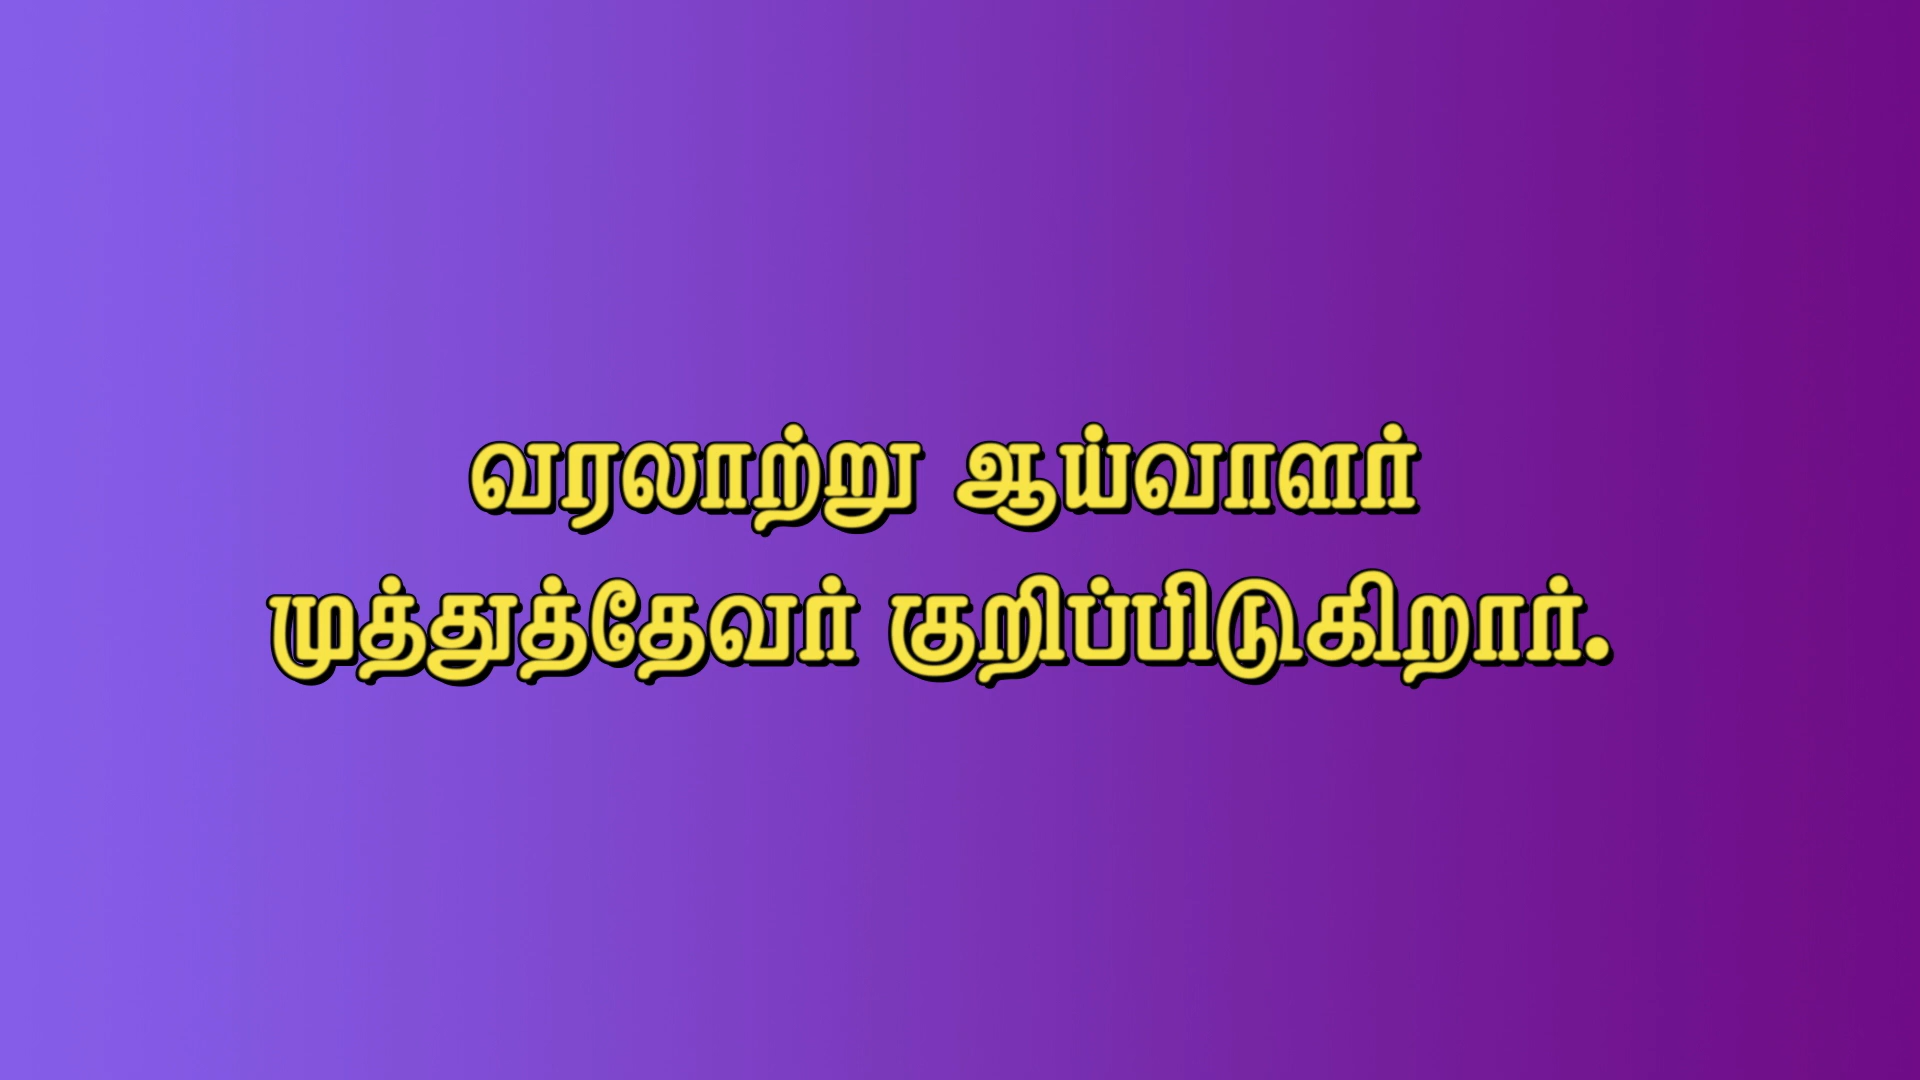 வரலாற்று ஆய்வாளர்
முத்துத்தேவர் குறிப்பிடுகிறார்.